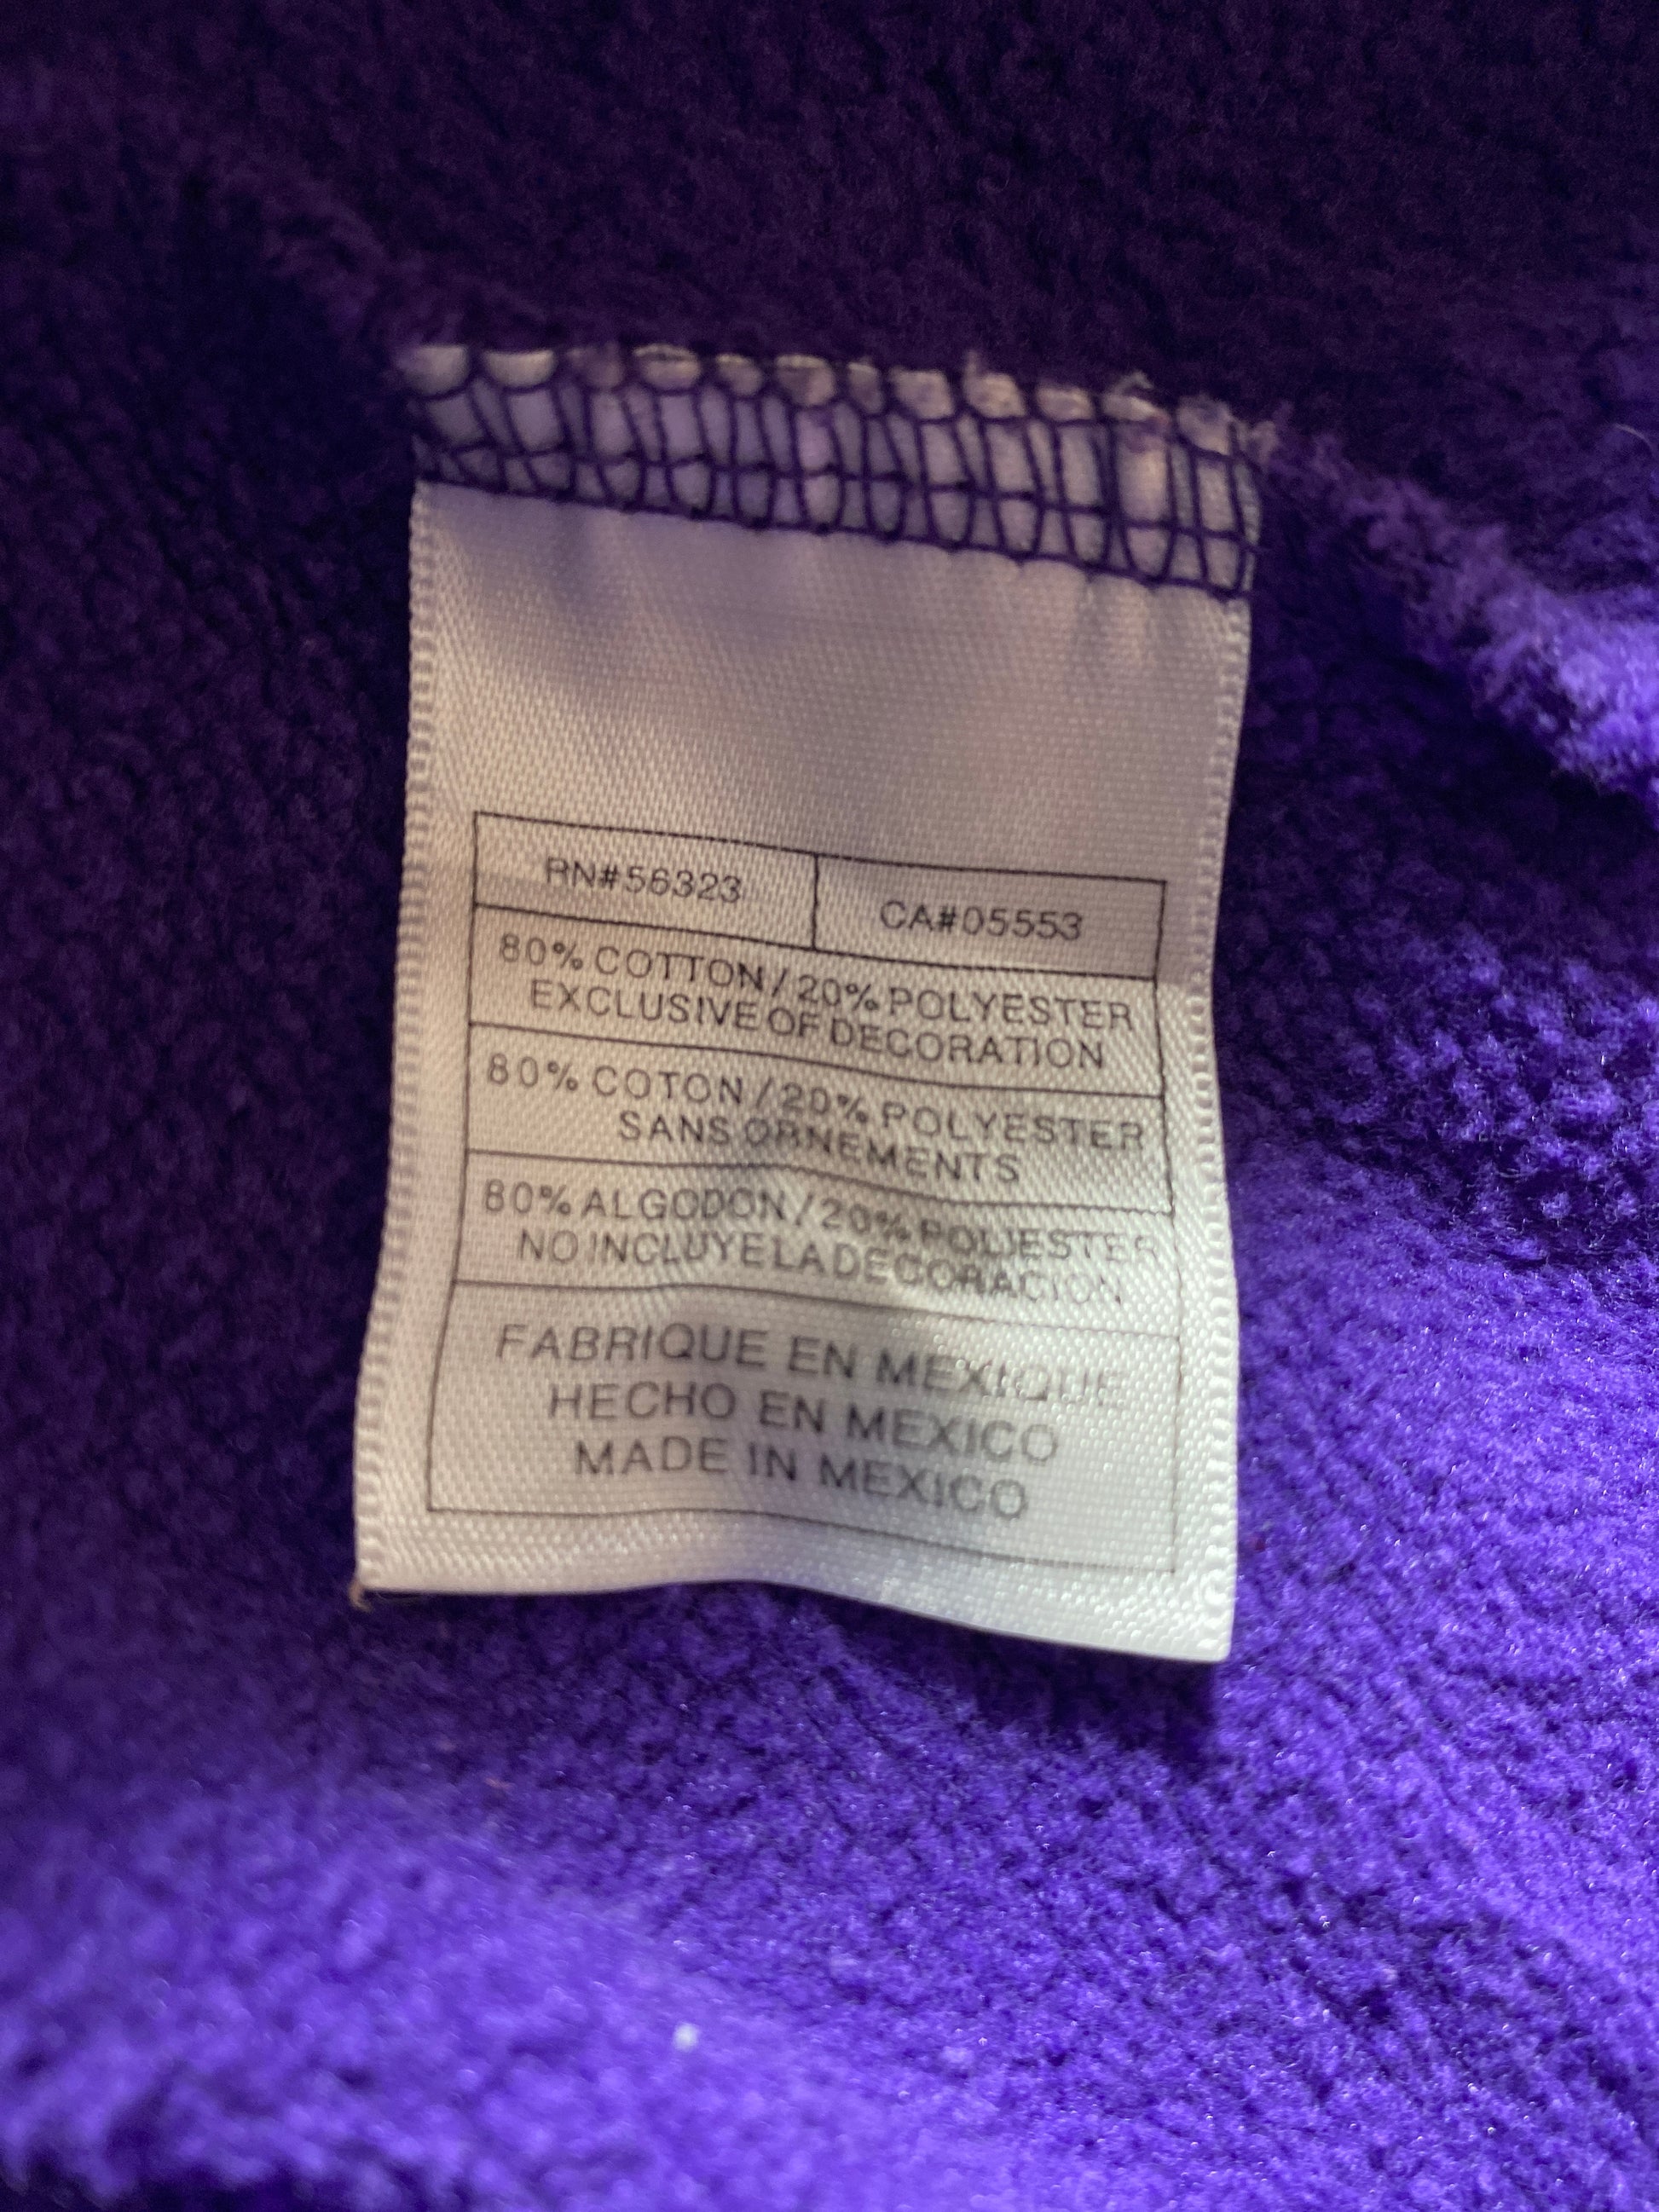 RN#56323 CA#05553
80% COTTON / 20% POLYESTER
EXCLUSIVE OF DECORATION
80% COTON / 20% POLYESTER
SANS ORNEMENTS
80% ALGODON / 20% POLIESTER
NO INCLUYE LA DECORACION
FABRIQUE EN MEXIQUE
HECHO EN MEXICO
MADE IN MEXICO